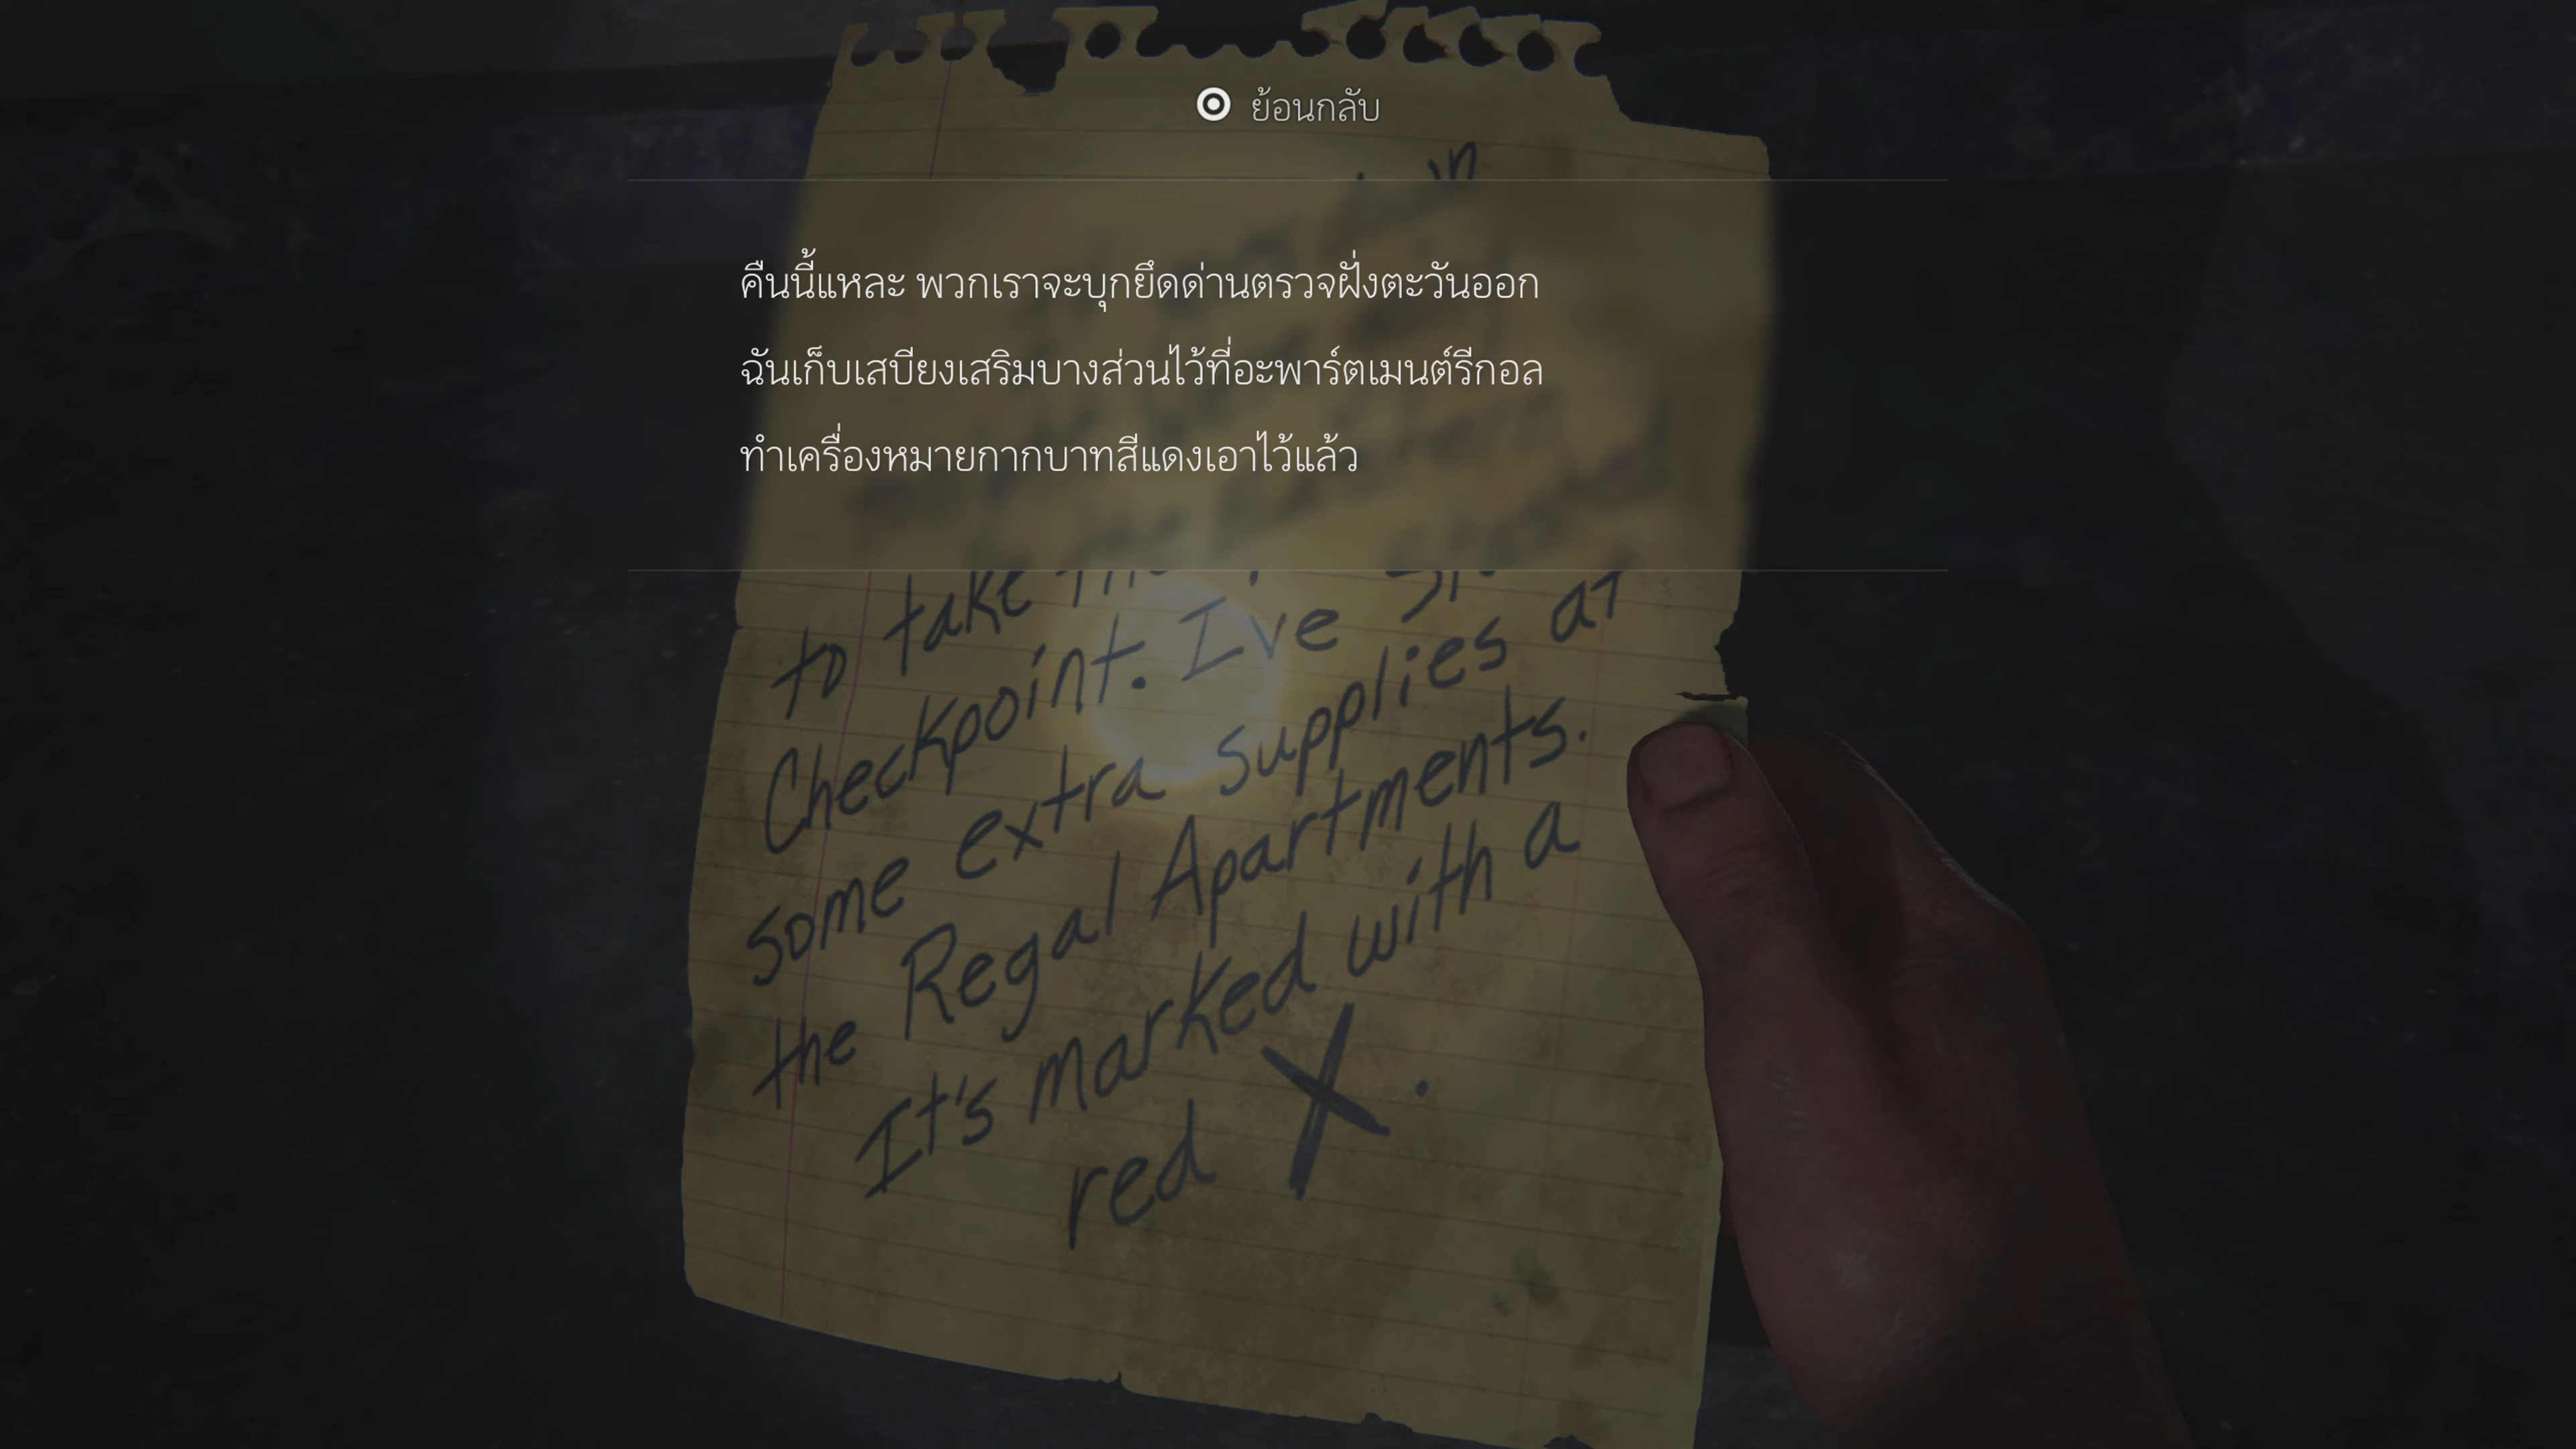 ย้อนกลับ
in
คืนนี้แหละ พวกเราจะบุกยึดด่านตรวจฝั่งตะวันออก
ฉันเก็บเสบียงเสริมบางส่วนไว้ที่อะพาร์ตเมนต์รีกอล
ทำเครื่องหมายกากบาทสีแดงเอาไว้แล้ว
to take
Checkpoint. I've
some extra supplies at
the Regal Apartments.
It's marked with a
red X.